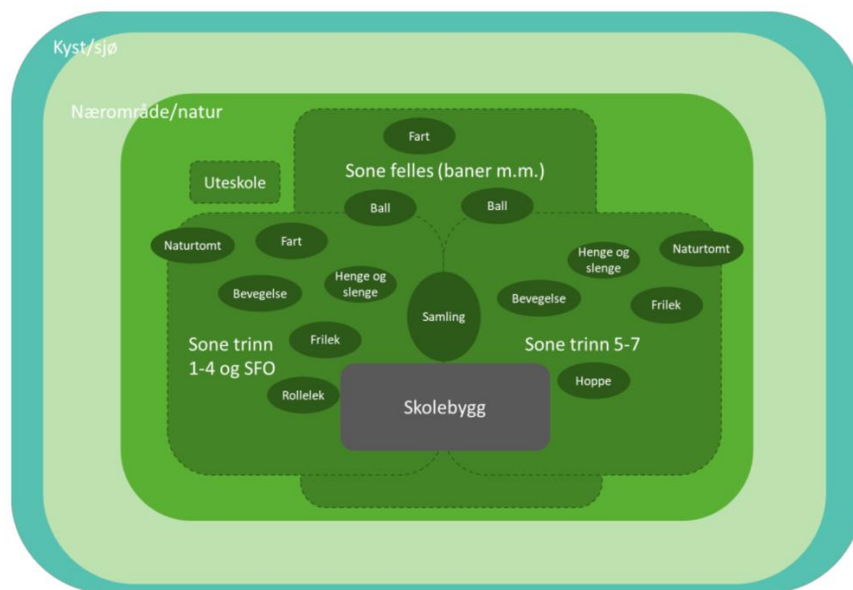 Kyst/sjø
Nærområde/natur
Fart
Sone felles (baner m.m.)
Uteskole
Ball
Ball
Naturtomt
Fart
Henge og
slenge
Naturtomt
Bevegelse
Henge og
slenge
Bevegelse
Frilek
Samling
Sone trinn
1-4 og SFO
Frilek
Sone trinn 5-7
Rollelek
Skolebygg
Hoppe